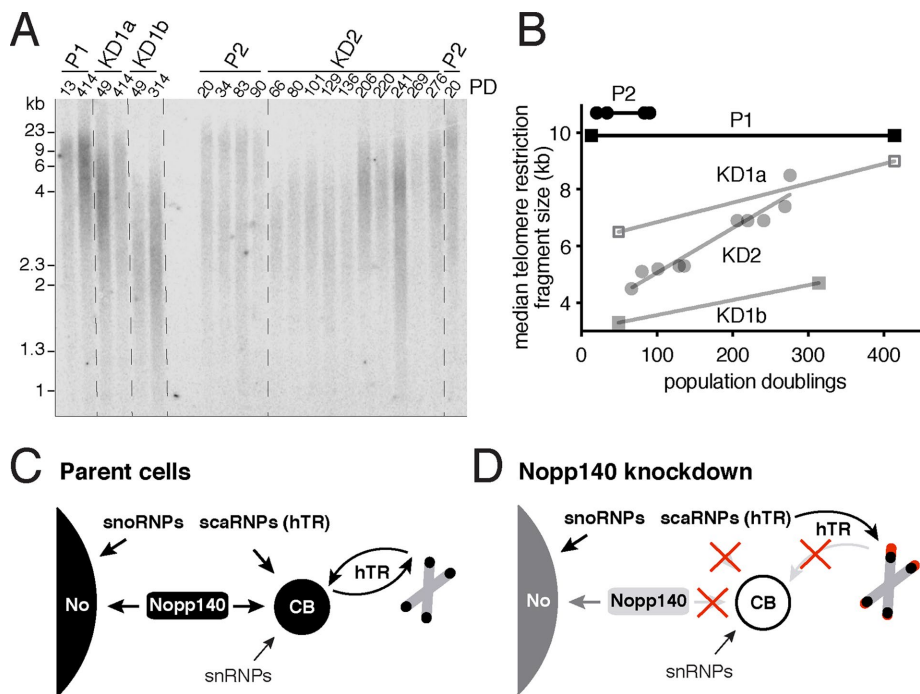 A
P1 KD1a KD1b P2 KD2 P2
13 414 49 414 49 314 20 34 83 90 66 80 101 129 136 206 220 241 269 276 20 PD
kb
23
9
6
4
2.3
2
1.3
1
B
median telomere restriction
fragment size (kb)
10
8
6
4
P2
P1
KD1a
KD2
KD1b
0 100 200 300 400
population doublings
C Parent cells
snoRNPs scaRNPs (hTR)
hTR
No Nopp140 CB
snRNPs
D Nopp140 knockdown
snoRNPs scaRNPs (hTR)
hTR
No Nopp140 CB
snRNPs